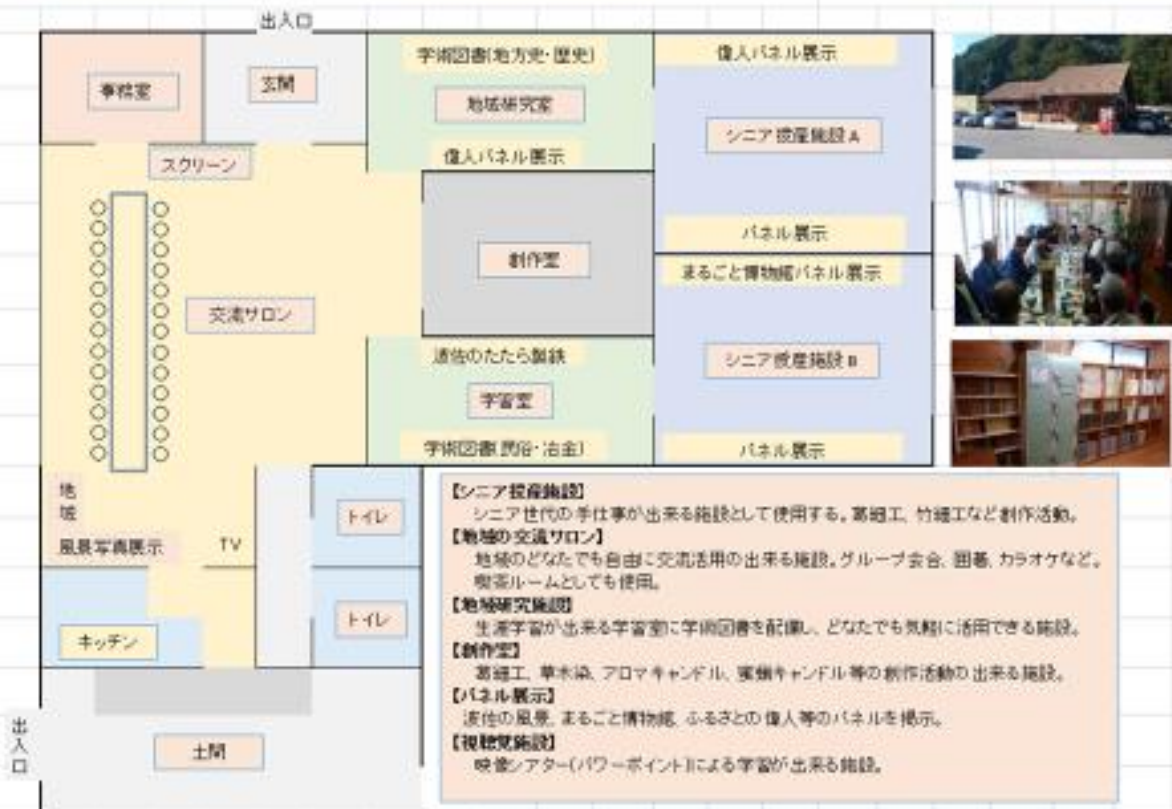 出入口
事務室
玄関
学術図書(地方史・歴史)
地域研究室
偉人パネル展示
偉人パネル展示
シニア授産施設A
パネル展示
スクリーン
創作室
まるごと博物館パネル展示
交流サロン
波佐のたたら製鉄
シニア授産施設B
学習室
学術図書(民俗・冶金)
パネル展示
地域
風景写真展示
TV
トイレ
トイレ
キッチン
土間
出入口
【シニア授産施設】
シニア世代の手仕事が出来る施設として使用する。葛細工、竹細工など創作活動。
【地域の交流サロン】
地域のどなたでも自由に交流活用の出来る施設。グループ会合、囲碁、カラオケなど。
喫茶ルームとしても使用。
【地域研究施設】
生涯学習が出来る学習室に学術図書を配備し、どなたでも気軽に活用できる施設。
【創作室】
葛細工、草木染、アロマキャンドル、蜜蝋キャンドル等の創作活動の出来る施設。
【パネル展示】
波佐の風景、まるごと博物館、ふるさとの偉人等のパネルを掲示。
【視聴覚施設】
映像シアター(パワーポイント)による学習が出来る施設。